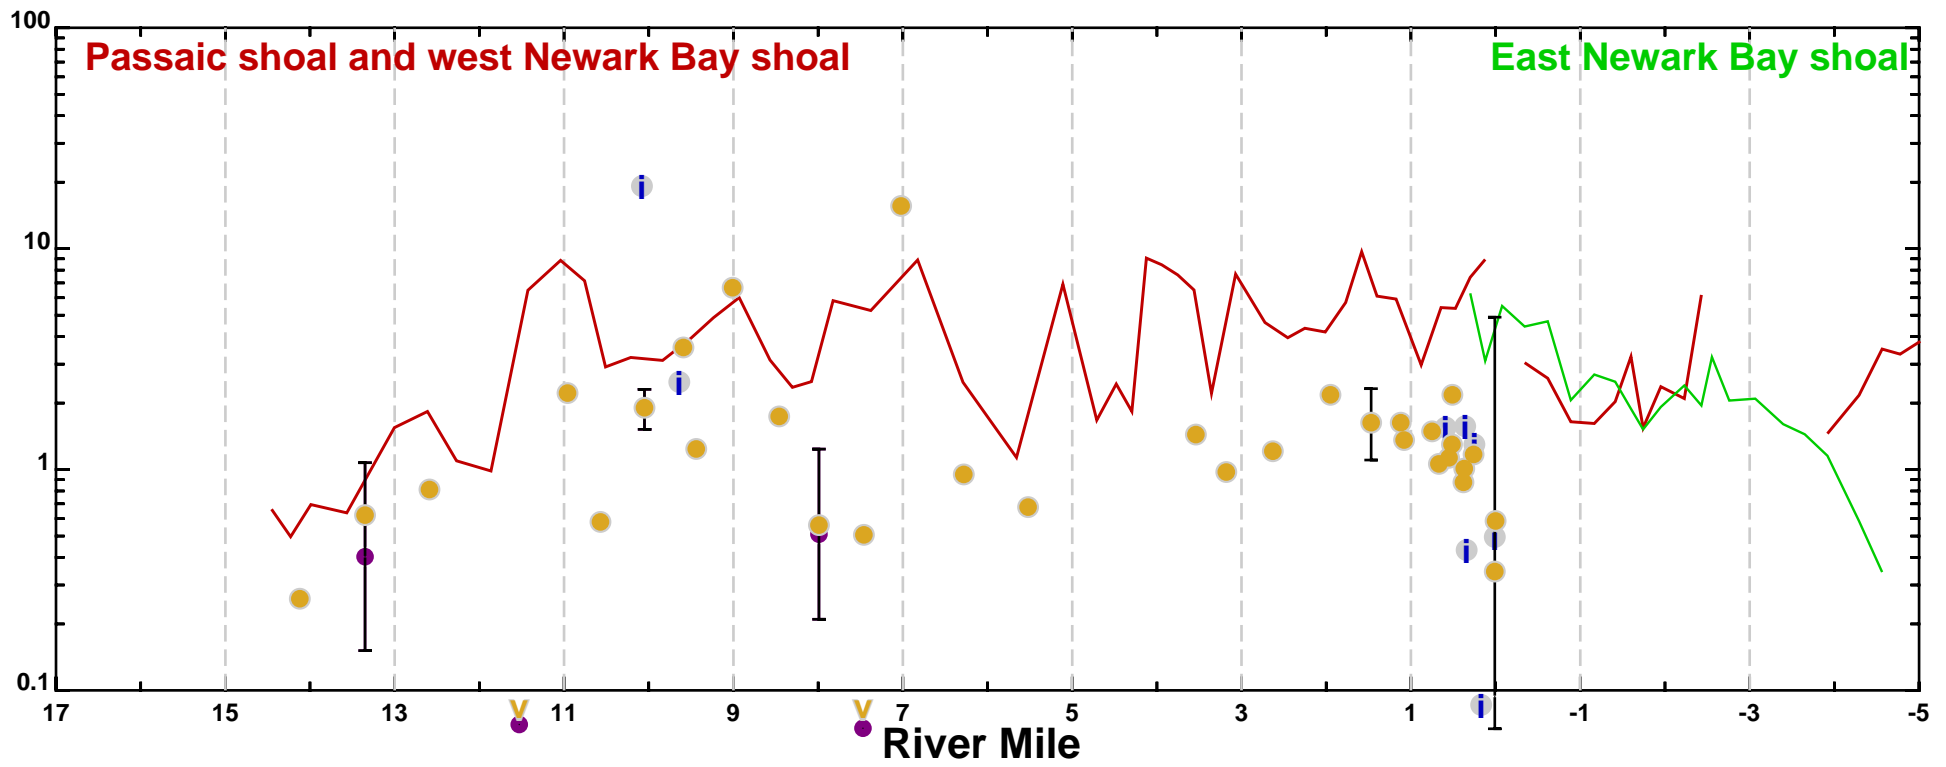 100
Passaic shoal and west Newark Bay shoal
East Newark Bay shoal
i
10
i
1
i i i
i i
0.1
17 15 13 11 9 7 5 3 1 -1 -3 -5
v v i
River Mile